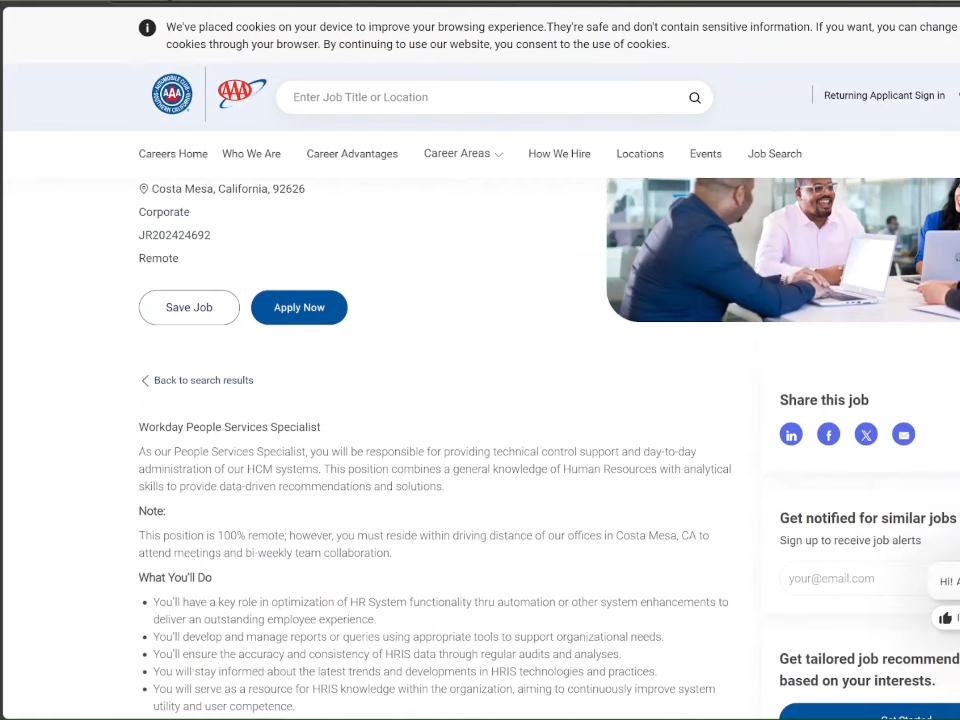 We've placed cookies on your device to improve your browsing experience.They're safe and don't contain sensitive information. If you want, you can change
cookies through your browser. By continuing to use our website, you consent to the use of cookies.
AAA
AAA
Enter Job Title or Location
Returning Applicant Sign in
Careers Home
Who We Are
Career Advantages
Career Areas
How We Hire
Locations
Events
Job Search
Costa Mesa, California, 92626
Corporate
JR202424692
Remote
Save Job
Apply Now
Back to search results
Workday People Services Specialist
As our People Services Specialist, you will be responsible for providing technical control support and day-to-day
administration of our HCM systems. This position combines a general knowledge of Human Resources with analytical
skills to provide data-driven recommendations and solutions.
Note:
This position is 100% remote; however, you must reside within driving distance of our offices in Costa Mesa, CA to
attend meetings and bi-weekly team collaboration.
What You'll Do
You'll have a key role in optimization of HR System functionality thru automation or other system enhancements to
deliver an outstanding employee experience.
You'll develop and manage reports or queries using appropriate tools to support organizational needs.
You'll ensure the accuracy and consistency of HRIS data through regular audits and analyses.
You will stay informed about the latest trends and developments in HRIS technologies and practices.
You will serve as a resource for HRIS knowledge within the organization, aiming to continuously improve system
utility and user competence.
Share this job
Get notified for similar jobs
Sign up to receive job alerts
your@email.com
Hi!
Get tailored job recommend
based on your interests.
Get Started